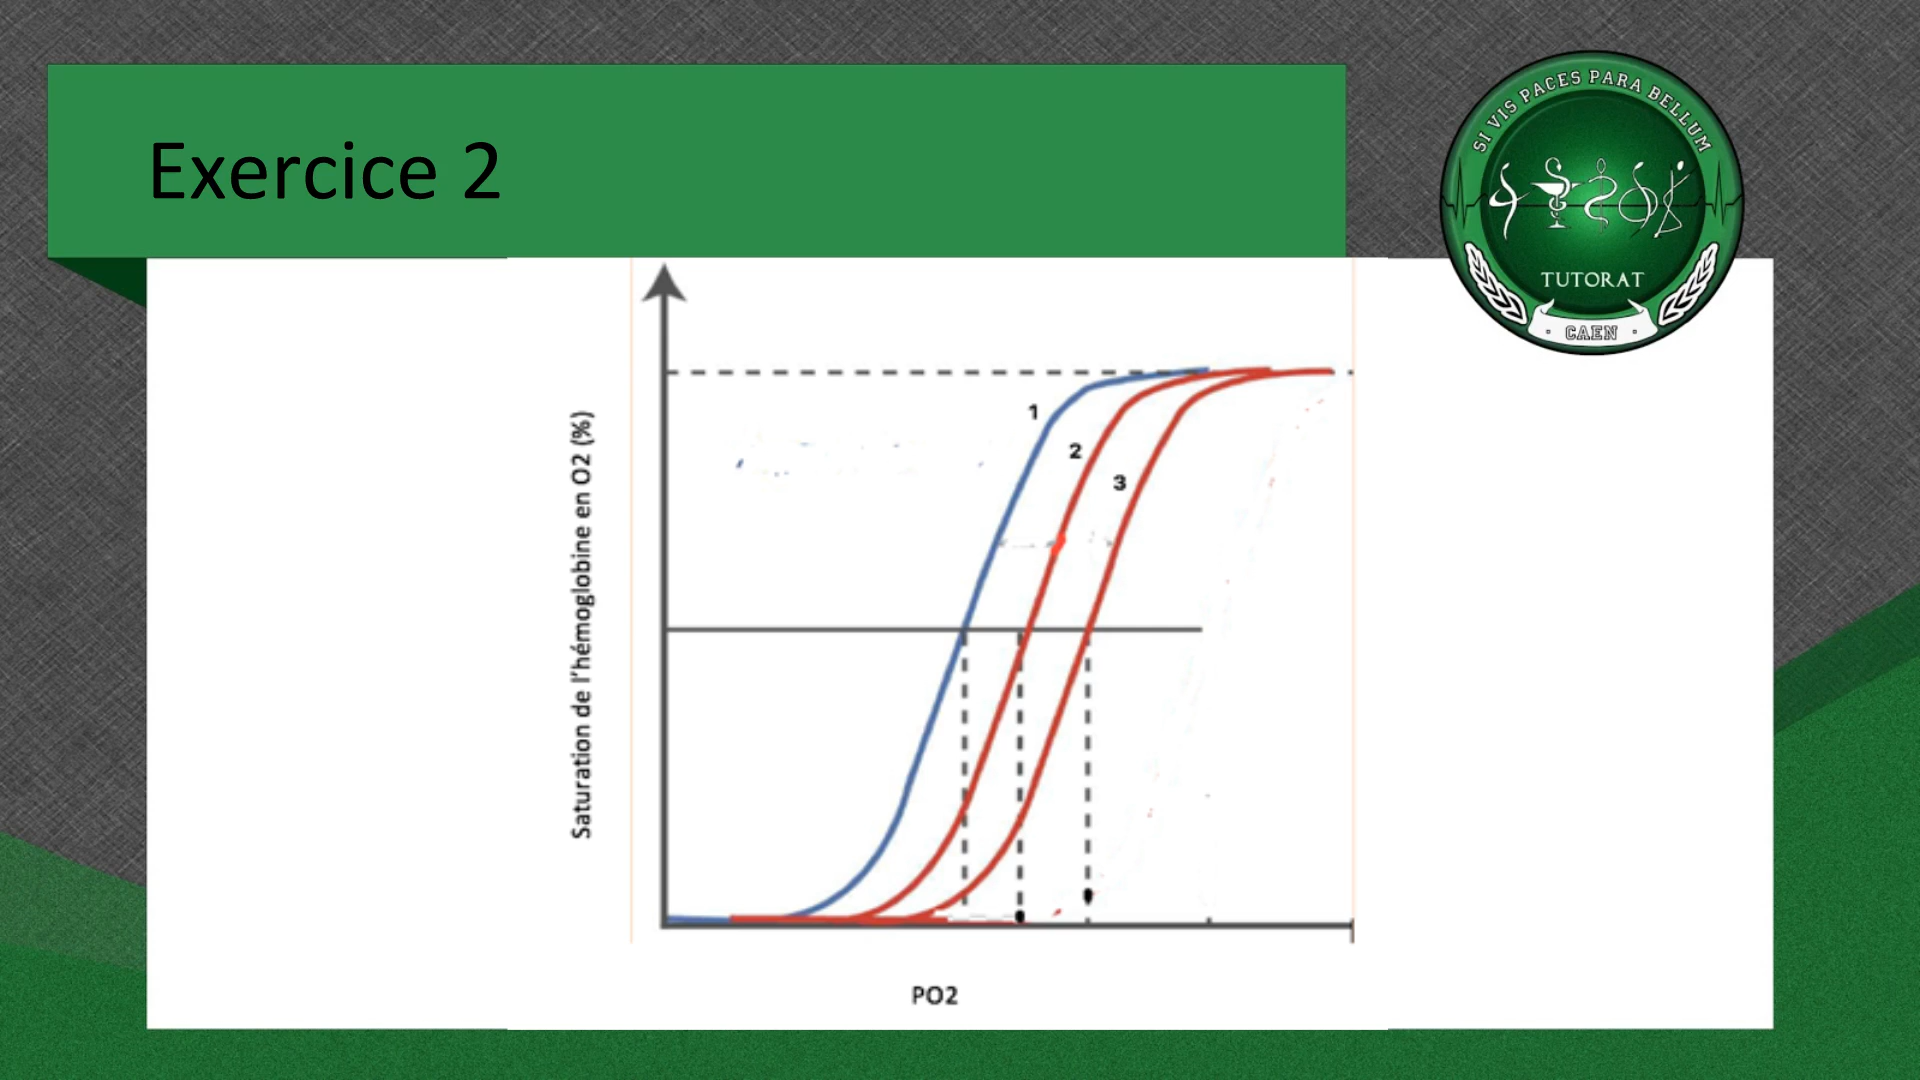 Exercice 2
SI VIS PACES PARA BELLUM
TUTORAT
· CAEN ·
Saturation de l'hémoglobine en O2 (%)
1
2
3
PO2